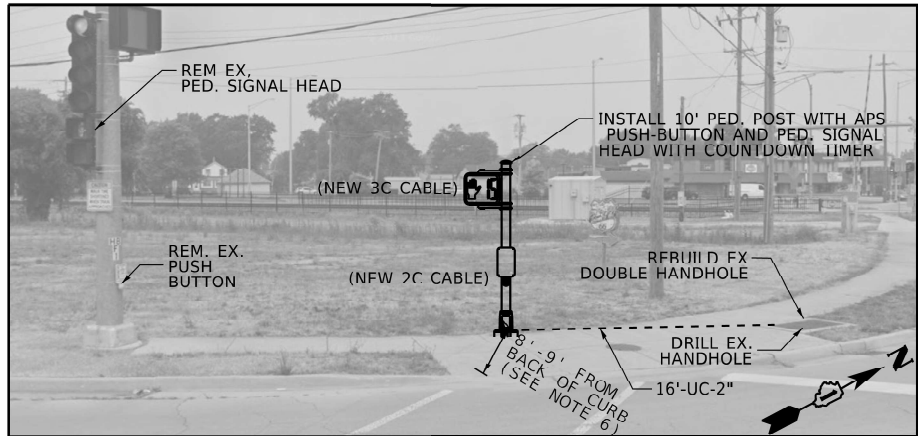 REM EX,
PED. SIGNAL HEAD
INSTALL 10' PED. POST WITH APS
PUSH-BUTTON AND PED. SIGNAL
HEAD WITH COUNTDOWN TIMER
(NEW 3C CABLE)
REM. EX.
PUSH
BUTTON
(NEW 2C CABLE)
REBUILD EX
DOUBLE HANDHOLE
DRILL EX.
HANDHOLE
8'-9' FROM
BACK OF CURB
(SEE NOTE 6)
16'-UC-2"
N